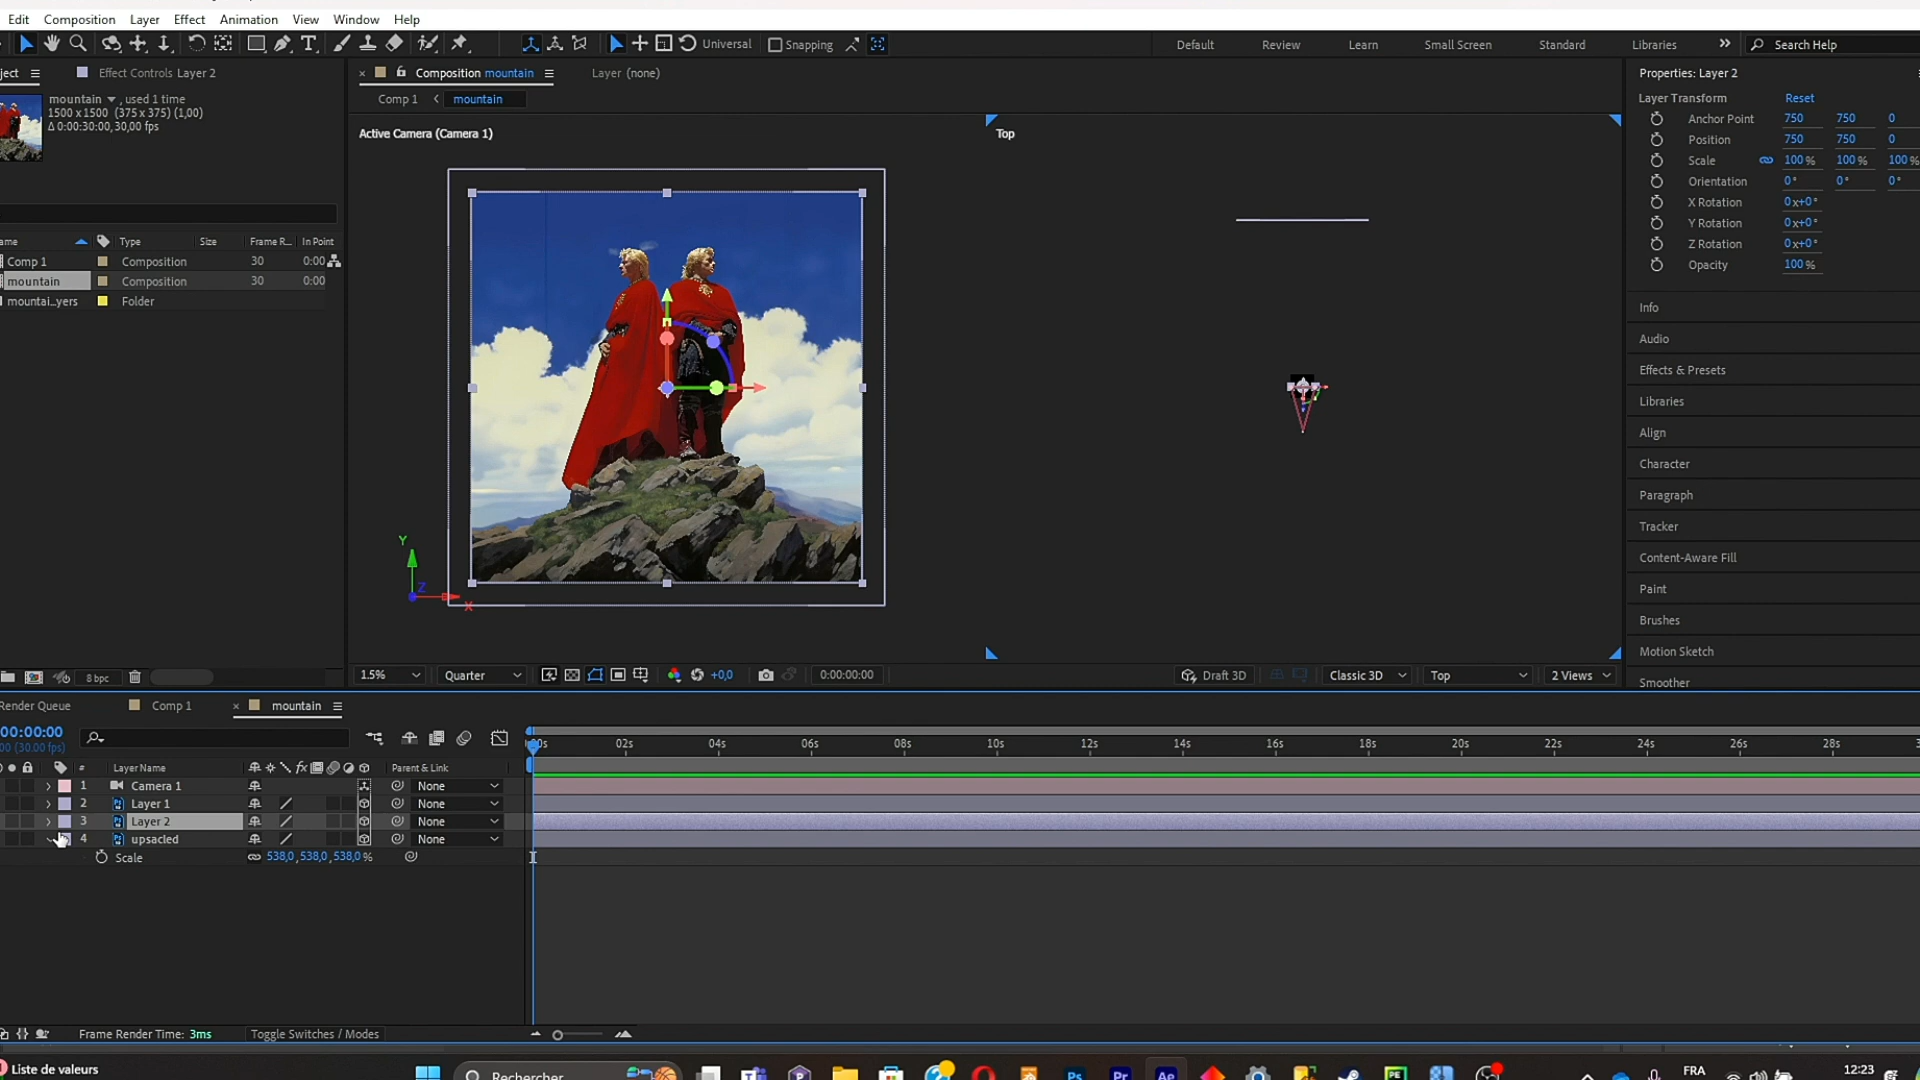 Edit Composition Layer Effect Animation View Window Help
Universal Snapping Default Review Learn Small Screen Standard Libraries Search Help
ject Effect Controls Layer 2
mountain , used 1 time
1500 x 1500 (375 x 375) (1,00)
Δ 0:00:30:00, 30,00 fps
ame Type Size Frame R... In Point
Comp 1 Composition 30 0:00
mountain Composition 30 0:00
mountai...yers Folder
8 bpc
Composition mountain Layer (none)
Comp 1 mountain
Active Camera (Camera 1)
Top
Y
Z
X
1.5% Quarter +0,0 0:00:00:00 Draft 3D Classic 3D Top 2 Views
Properties: Layer 2
Layer Transform Reset
Anchor Point 750 750 0
Position 750 750 0
Scale 100 % 100 % 100 %
Orientation 0° 0° 0°
X Rotation 0x+0°
Y Rotation 0x+0°
Z Rotation 0x+0°
Opacity 100 %
Info
Audio
Effects & Presets
Libraries
Align
Character
Paragraph
Tracker
Content-Aware Fill
Paint
Brushes
Motion Sketch
Smoother
Render Queue Comp 1 mountain
00:00:00
(30.00 fps)
# Layer Name fx Parent & Link
02s 04s 06s 08s 10s 12s 14s 16s 18s 20s 22s 24s 26s 28s
1 Camera 1 None
2 Layer 1 None
3 Layer 2 None
4 upsacled None
Scale 538,0,538,0,538,0 %
Frame Render Time: 3ms Toggle Switches / Modes
Liste de valeurs Rechercher Ps Pr Ae PE FRA 12:23